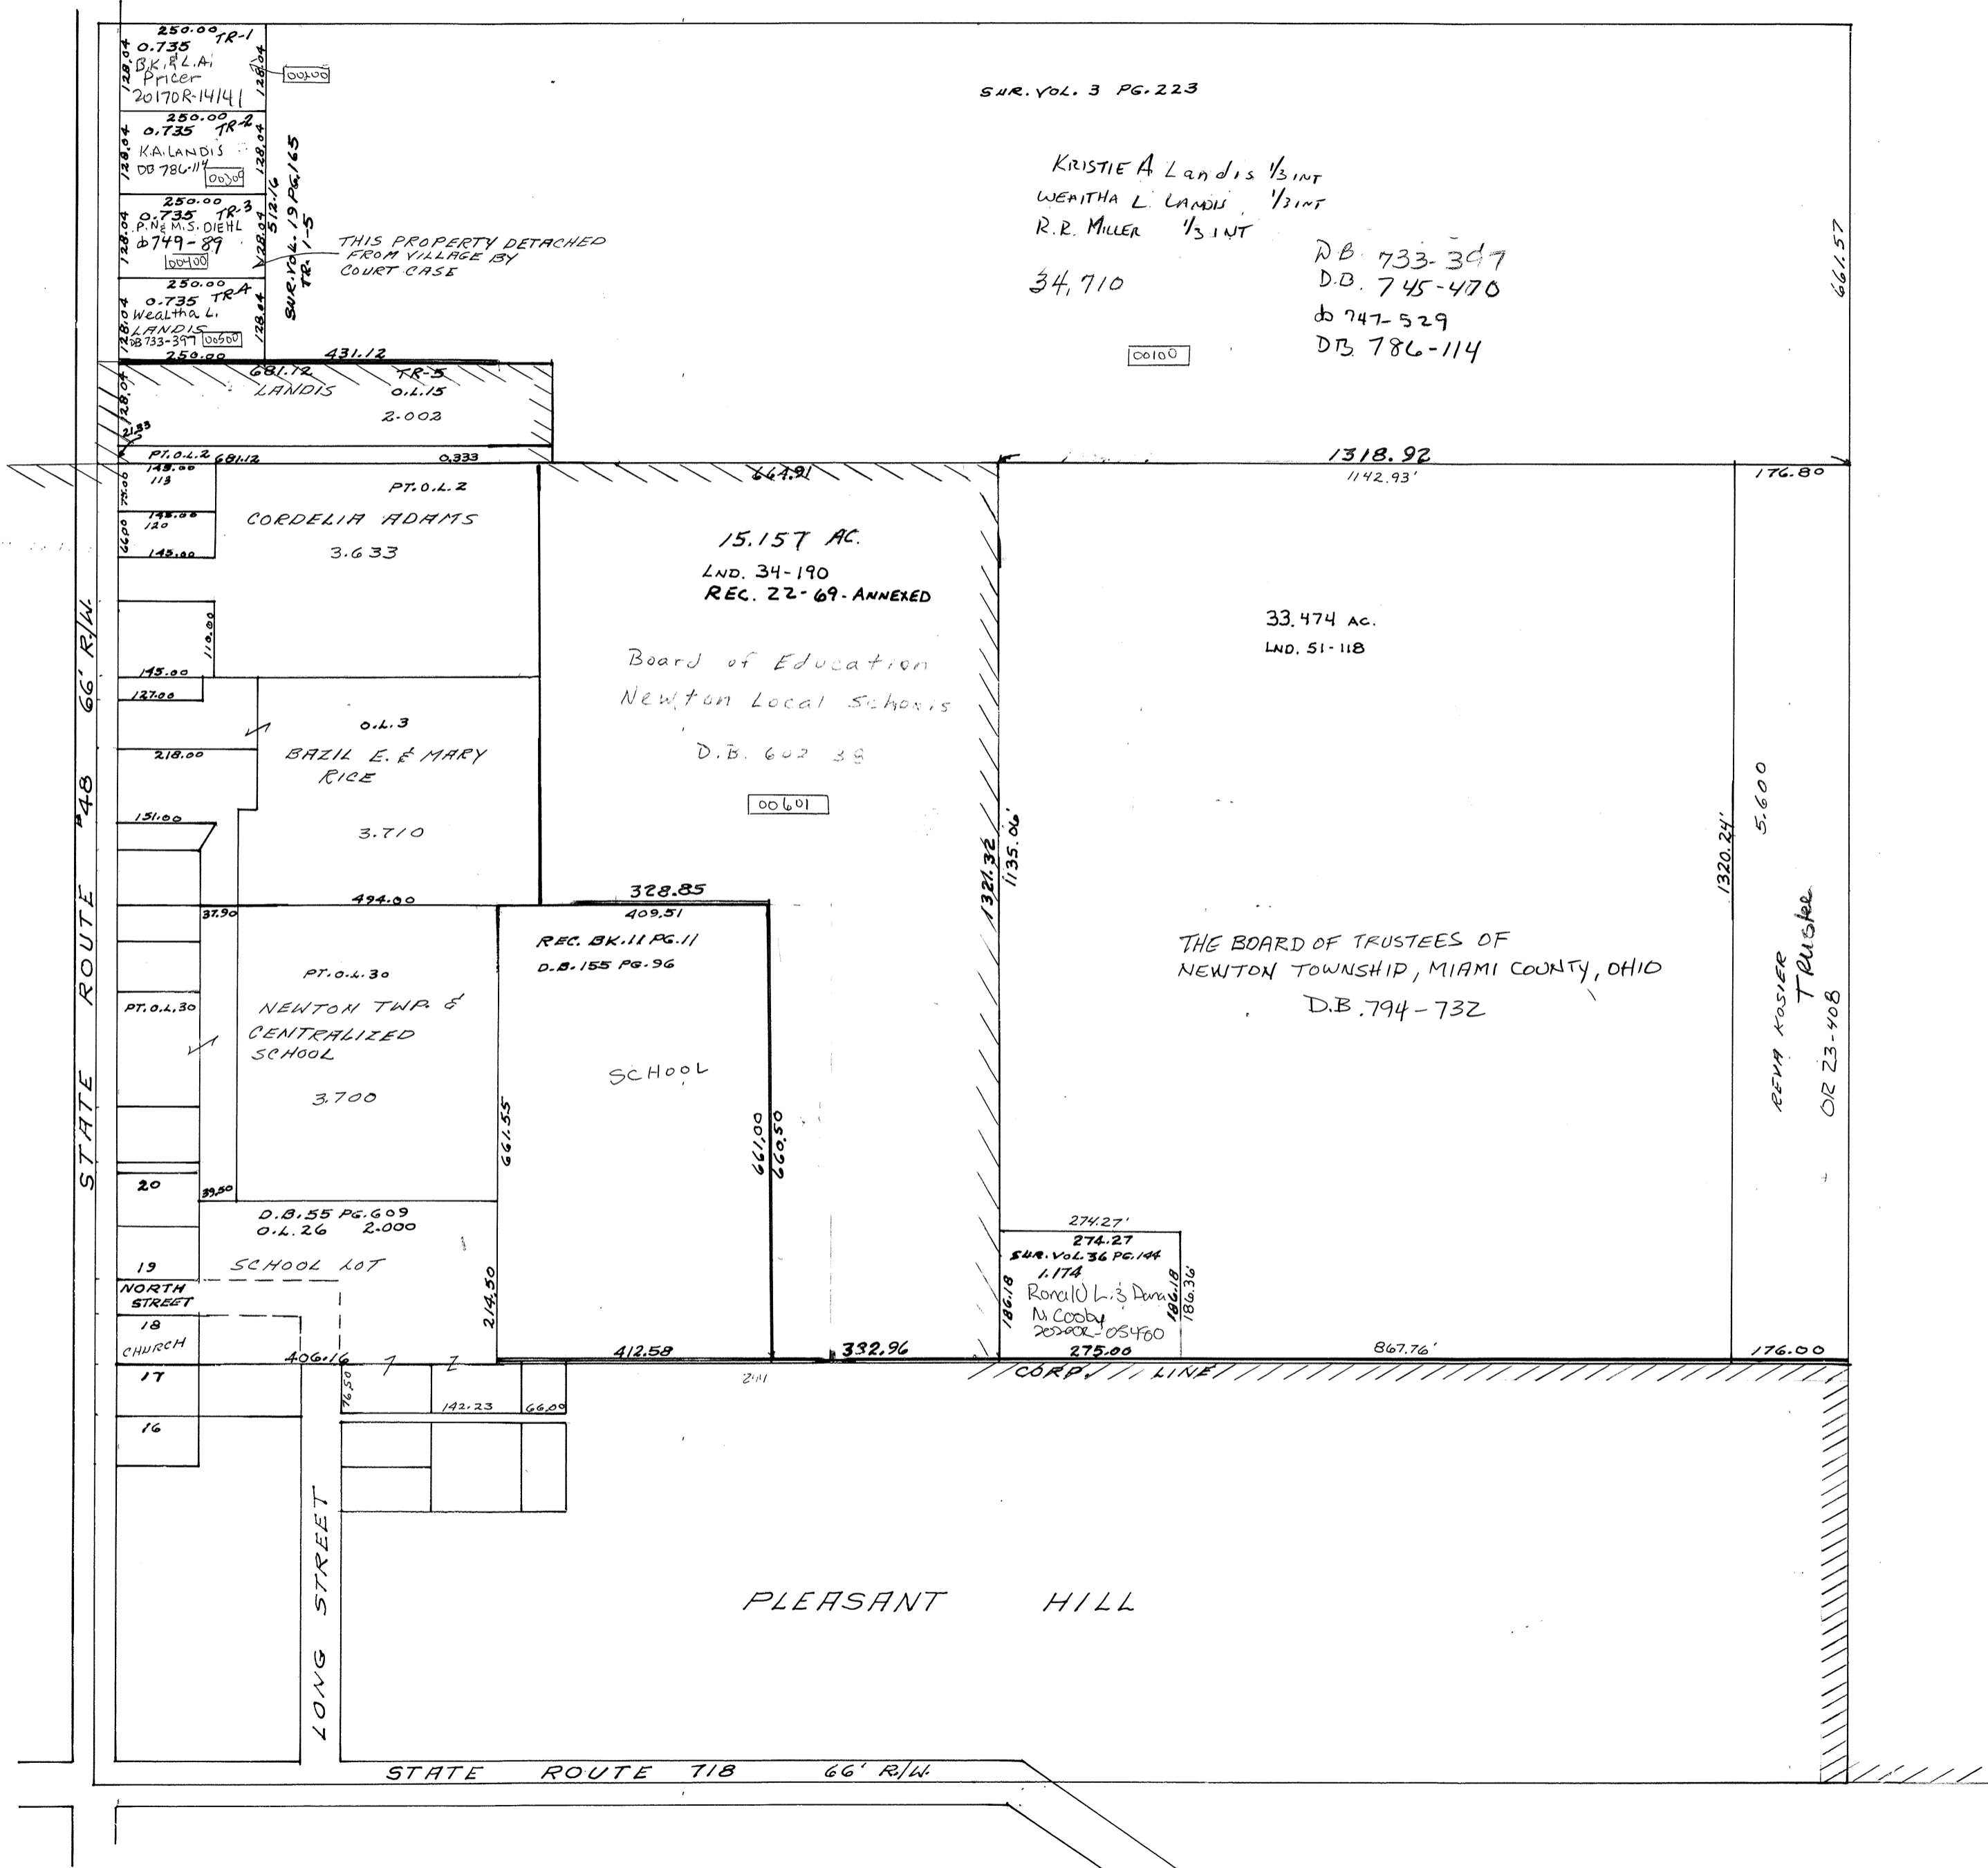 250.00 TR-1
0.735
B.K. & L.A.
Pricer
20170R-14141
128.04
128.04
00200
250.00
0.735 TR-2
K.A. LANDIS
DB 786-114
00300
128.04
128.04
250.00
0.735 TR-3
P.N & M.S. DIEHL
db 749-89
00400
128.04
128.04
250.00
0.735 TR
Wealtha L.
LANDIS
DB 733-397 00500
128.04
128.04
250.00
512.16
SUR. VOL. 19 PG. 165
TR. 1-5
THIS PROPERTY DETACHED
FROM VILLAGE BY
COURT CASE
SUR. VOL. 3 PG. 223
KRISTIE A Landis 1/3 INT
WEALTHA L. LANDIS 1/3 INT
R.R. MILLER 1/3 INT
34,710
DB. 733-397
D.B. 745-470
db 747-529
DB. 786-114
00100
661.57
431.12
681.12 TR-5
LANDIS O.L.15
2.002
128.04
21.33
PT. O.L.2 681.12 0.333
145.00
113
75.00
145.00
120
66.00
145.00
PT. O.L.2
CORDELIA ADAMS
3.633
110.00
145.00
127.00
218.00
151.00
O.L.3
BAZIL E. & MARY
RICE
3.710
494.00
664.91
15.157 AC.
LND. 34-190
REC. 22-69-ANNEXED
Board of Education
Newton Local Schools
D.B. 602 38
00601
1318.92
1142.93'
176.80
33.474 AC.
LND. 51-118
1321.32
1135.06'
1320.24'
5.600
REVA KOSIER
TRUSTEE
OR 23-408
THE BOARD OF TRUSTEES OF
NEWTON TOWNSHIP, MIAMI COUNTY, OHIO
D.B. 794-732
328.85
409.51
REC. BK. 11 PG. 11
D.B. 155 PG. 96
SCHOOL
661.55
661.00
660.50
37.90
PT. O.L. 30
NEWTON TWP. &
CENTRALIZED
SCHOOL
3.700
PT. O.L. 30
39.50
20
D.B. 55 PG. 609
O.L. 26 2.000
SCHOOL LOT
214.50
19
NORTH
STREET
18
CHURCH
406.16
412.58
332.96
17
16
76.50
142.23
66.00
274.27'
274.27
SUR. VOL. 36 PG. 144
1.174
Ronald L. & Dana
N. Cosby
20200R-05480
186.18
186.18
186.36'
275.00
867.76'
176.00
CORP. LINE
STATE ROUTE #48 66' R/W.
LONG STREET
PLEASANT HILL
STATE ROUTE 718 66' R/W.